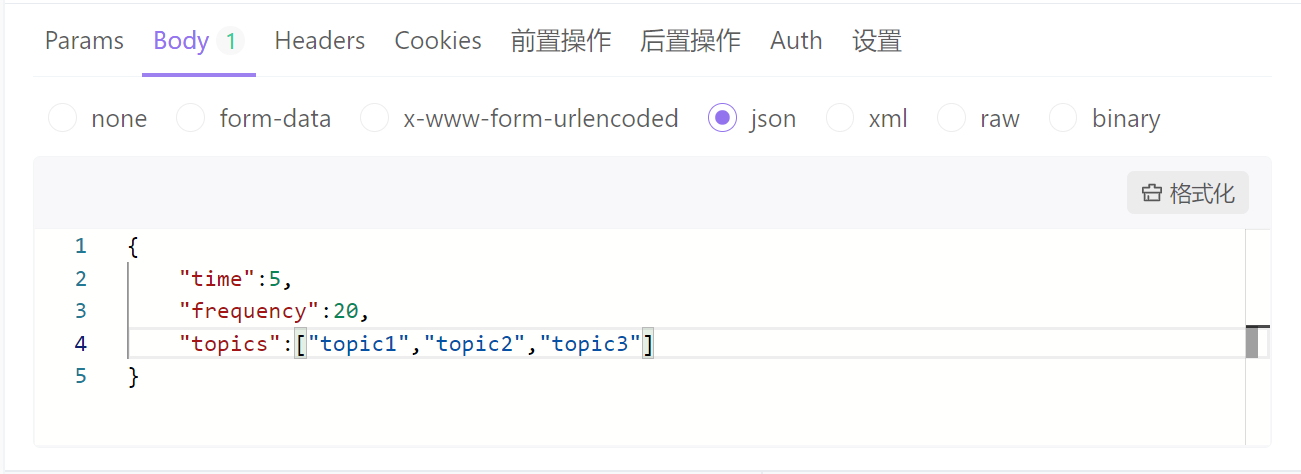 Params Body 1 Headers Cookies 前置操作 后置操作 Auth 设置
none form-data x-www-form-urlencoded json xml raw binary
格式化
1 {
2 "time":5,
3 "frequency":20,
4 "topics":["topic1","topic2","topic3"]
5 }